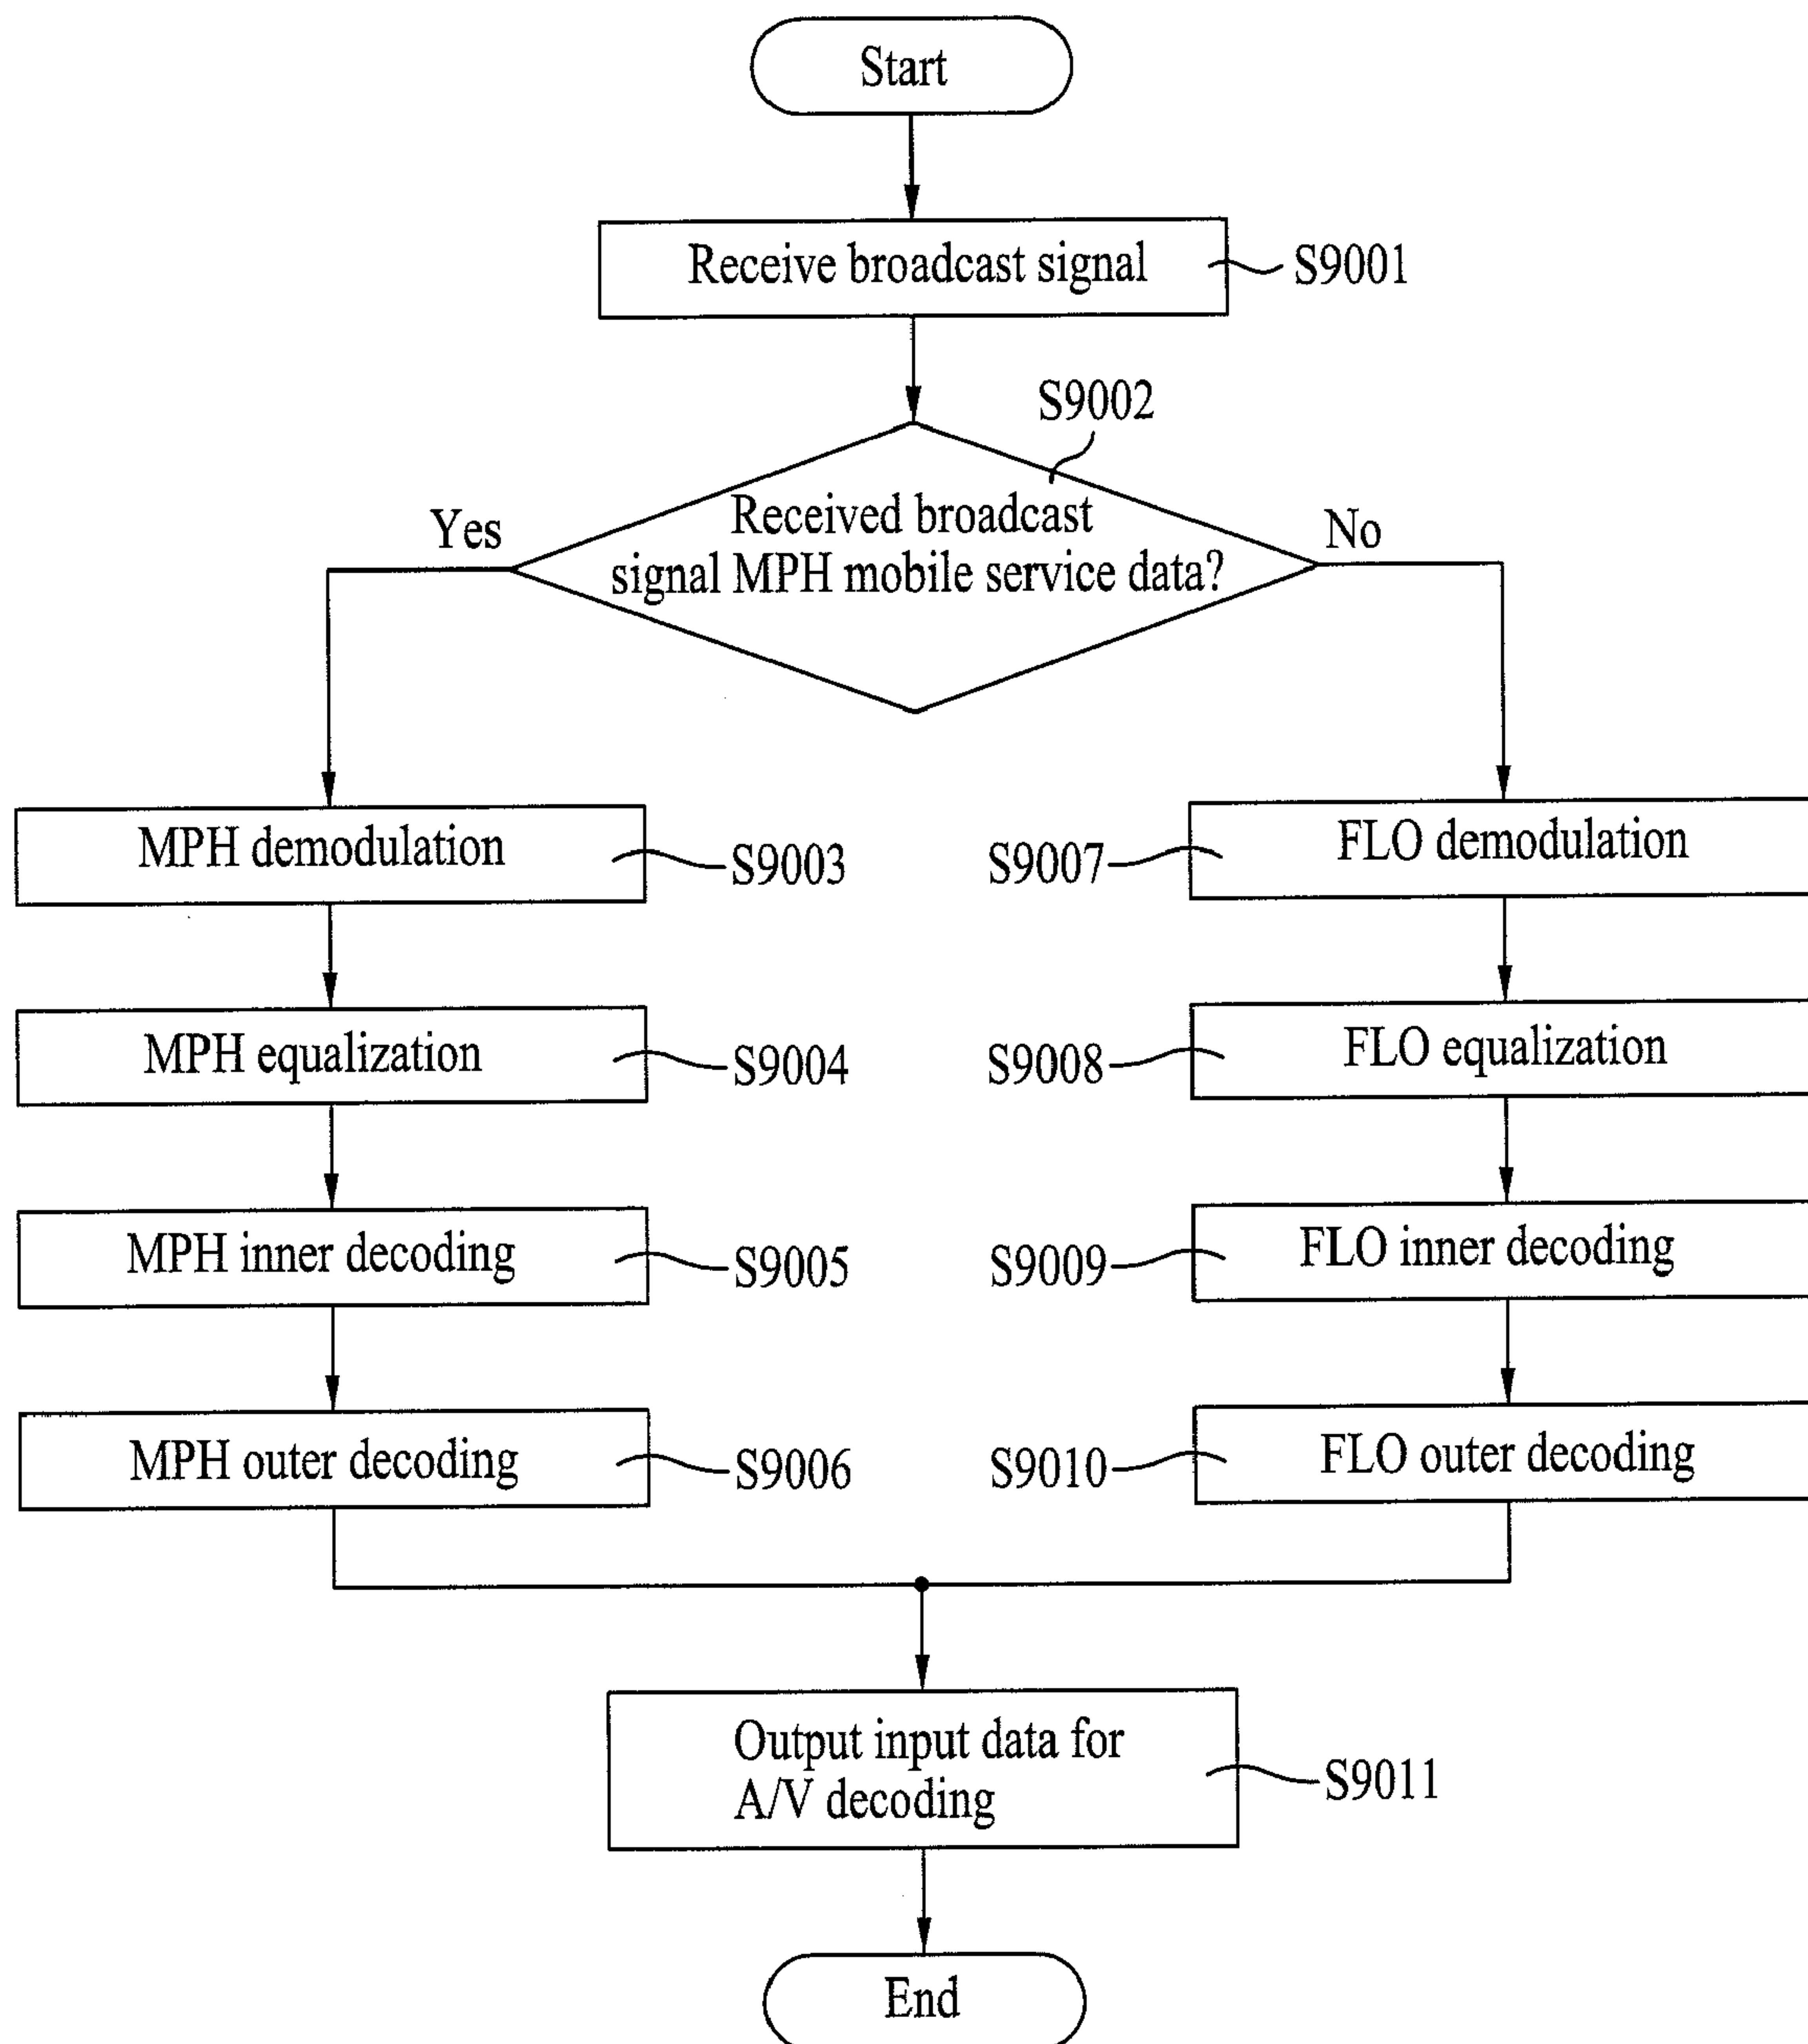 Start
Receive broadcast signal
S9001
S9002
Yes
Received broadcast
signal MPH mobile service data?
No
MPH demodulation
S9003
S9007
FLO demodulation
MPH equalization
S9004
S9008
FLO equalization
MPH inner decoding
S9005
S9009
FLO inner decoding
MPH outer decoding
S9006
S9010
FLO outer decoding
Output input data for
A/V decoding
S9011
End